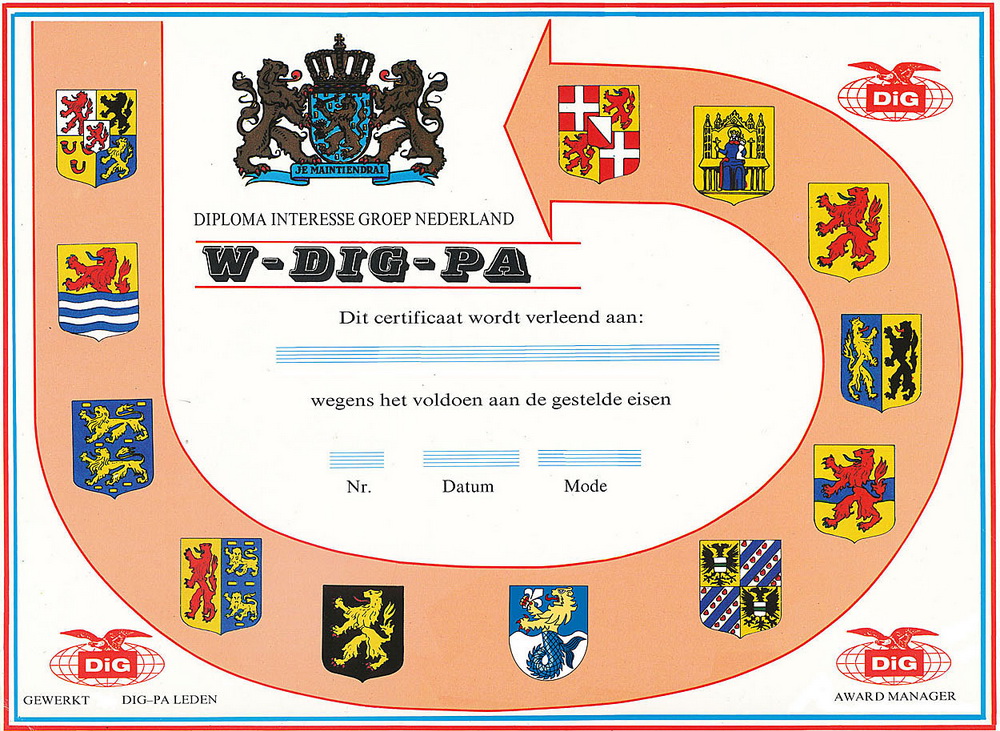 JE MAINTIENDRAI
DiG
DIPLOMA INTERESSE GROEP NEDERLAND
W-DIG-PA
Dit certificaat wordt verleend aan:
wegens het voldoen aan de gestelde eisen
Nr. Datum Mode
DiG
DiG
GEWERKT DIG-PA LEDEN
AWARD MANAGER